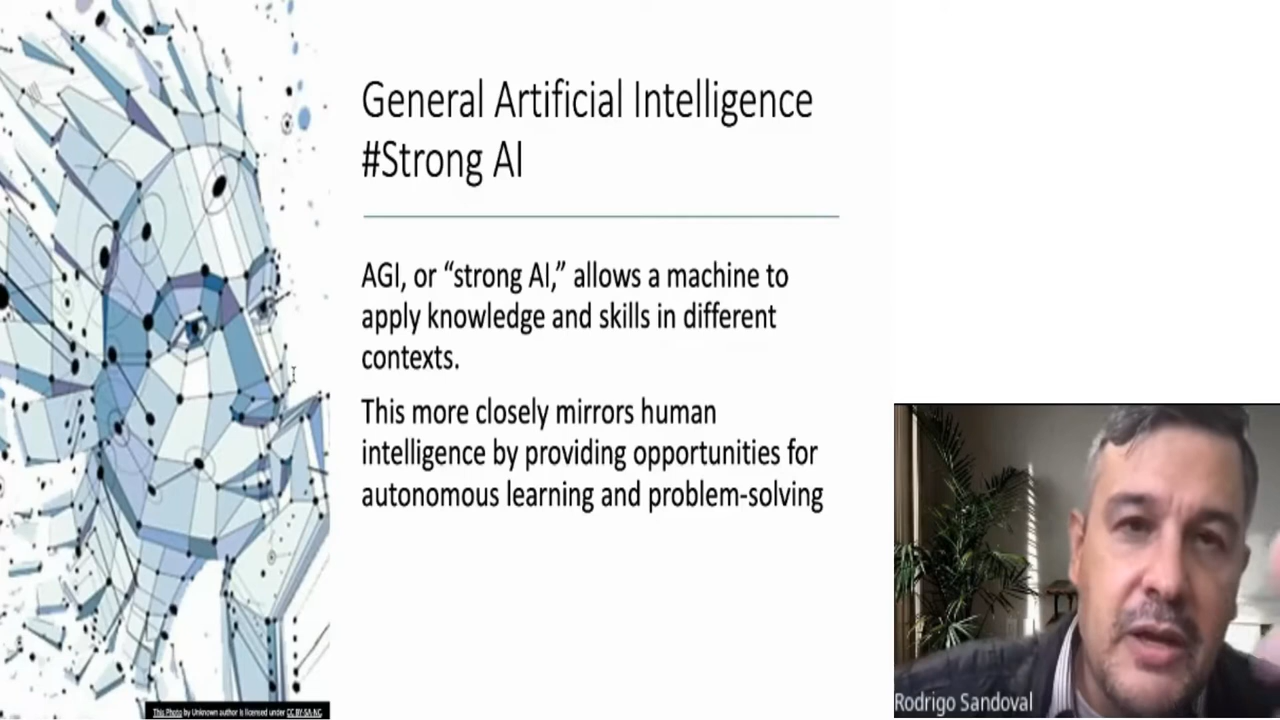 General Artificial Intelligence
#Strong AI
AGI, or “strong AI,” allows a machine to
apply knowledge and skills in different
contexts.
This more closely mirrors human
intelligence by providing opportunities for
autonomous learning and problem-solving
This Photo by Unknown author is licensed under CC BY-SA-NC.
Rodrigo Sandoval